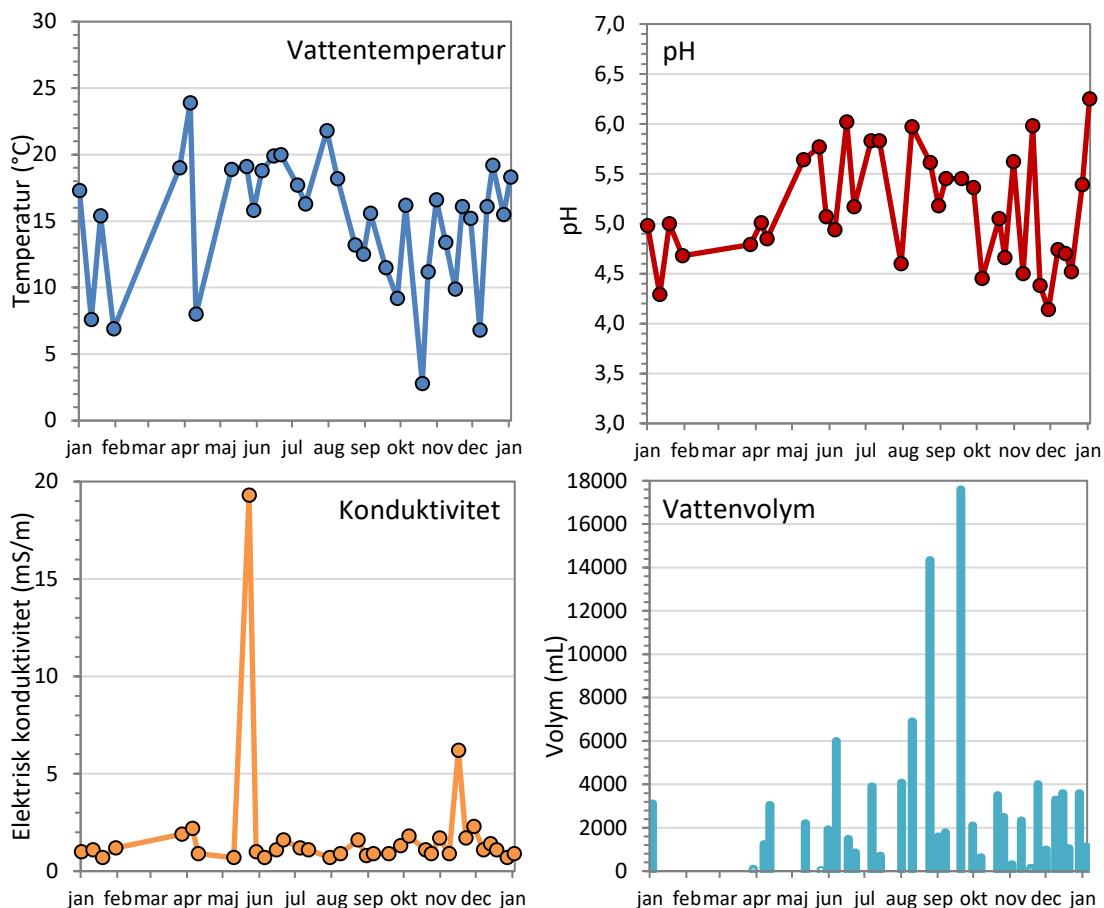 Vattentemperatur
Temperatur (°C)
30
25
20
15
10
5
0
jan feb mar apr maj jun jul aug sep okt nov dec jan
pH
pH
7,0
6,5
6,0
5,5
5,0
4,5
4,0
3,5
3,0
jan feb mar apr maj jun jul aug sep okt nov dec jan
Konduktivitet
Elektrisk konduktivitet (mS/m)
20
15
10
5
0
jan feb mar apr maj jun jul aug sep okt nov dec jan
Vattenvolym
Volym (mL)
18000
16000
14000
12000
10000
8000
6000
4000
2000
0
jan feb mar apr maj jun jul aug sep okt nov dec jan